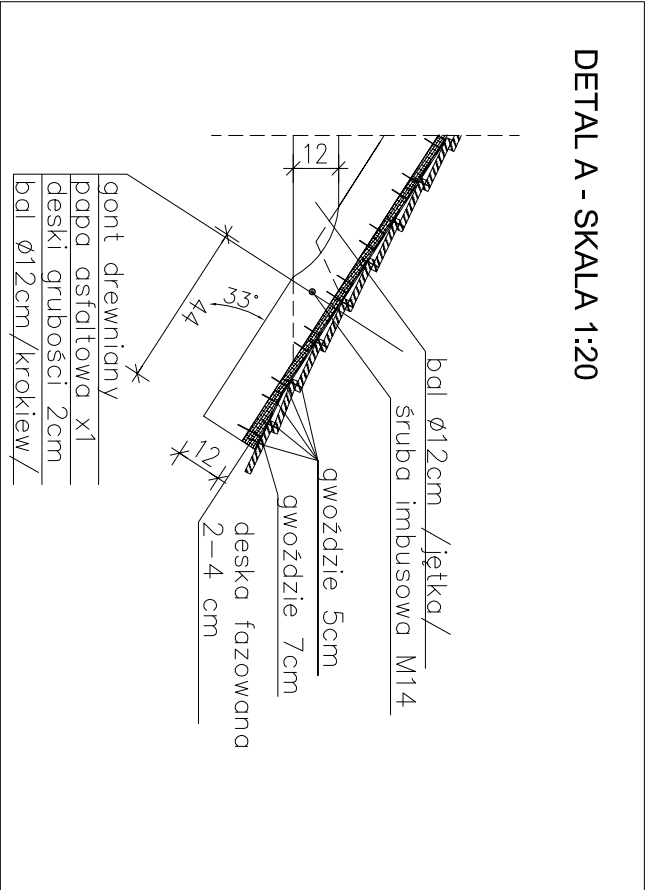 DETAL A - SKALA 1:20
bal ø12cm /jętka/
śruba imbusowa M14
gwoździe 5cm
gwoździe 7cm
deska fazowana
2-4 cm
12
33°
44
12
gont drewniany
papa asfaltowa x1
deski grubości 2cm
bal ø12cm/krokiew/